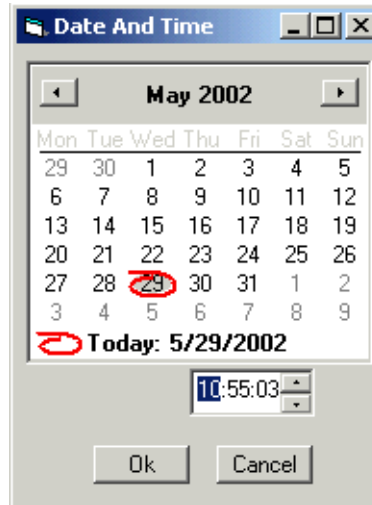 Date And Time
May 2002
Mon Tue Wed Thu Fri Sat Sun
29 30 1 2 3 4 5
6 7 8 9 10 11 12
13 14 15 16 17 18 19
20 21 22 23 24 25 26
27 28 29 30 31 1 2
3 4 5 6 7 8 9
Today: 5/29/2002
10:55:03
Ok Cancel